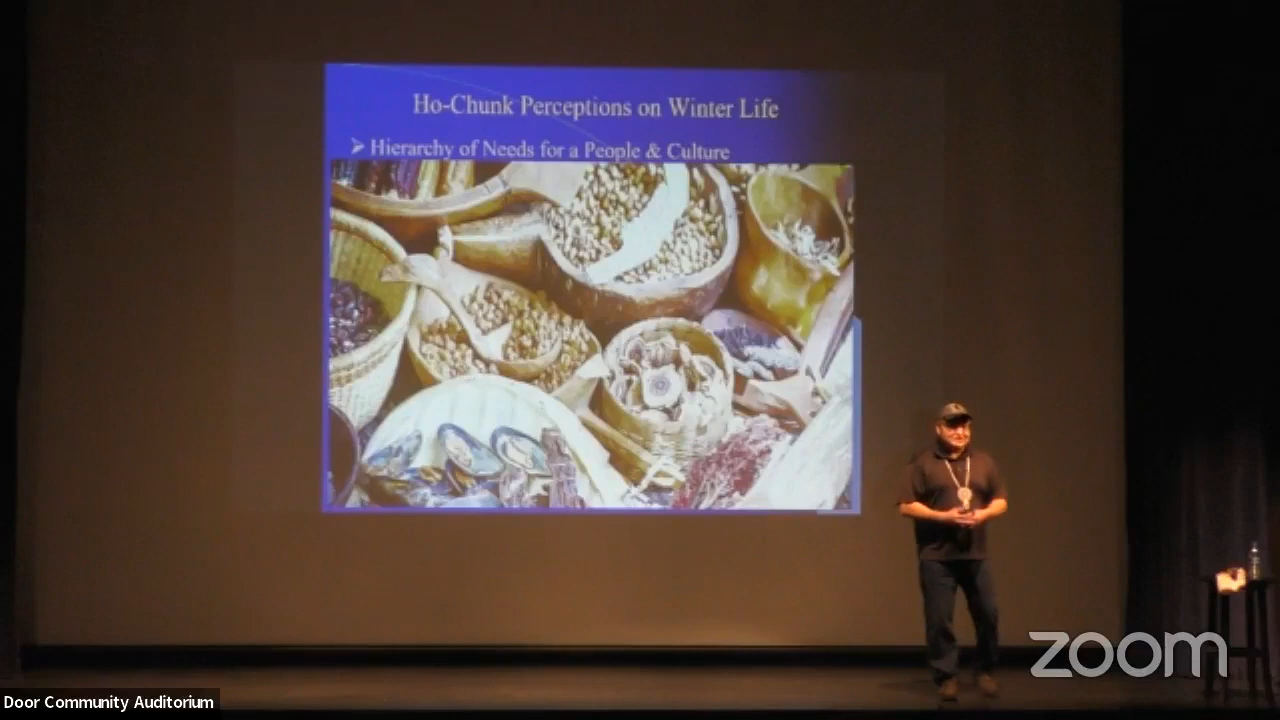 Ho-Chunk Perceptions on Winter Life
➢ Hierarchy of Needs for a People & Culture
zoom
Door Community Auditorium